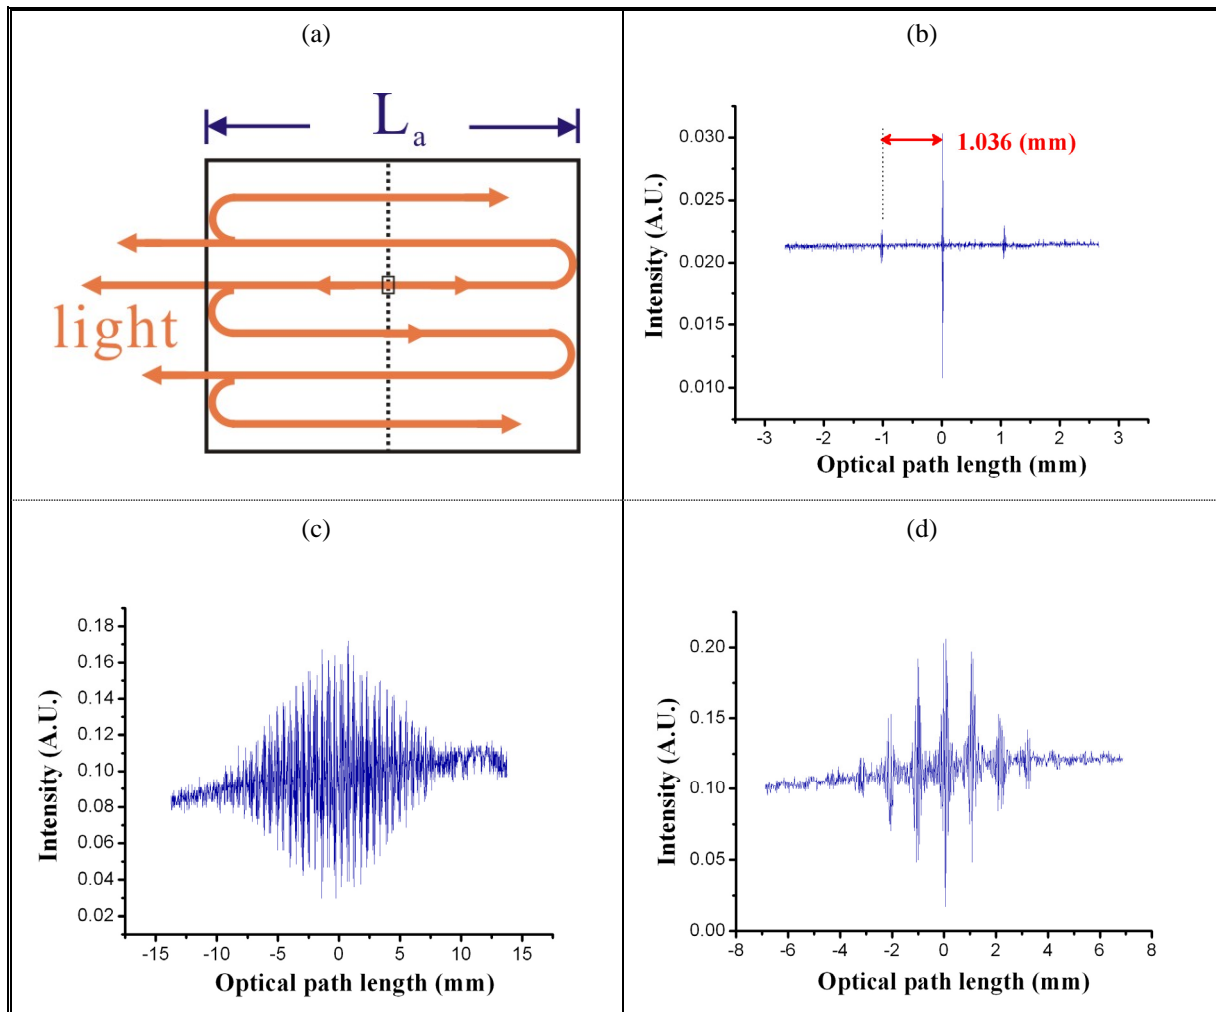 (a)
L_a
light
(b)
1.036 (mm)
0.030
0.025
0.020
0.015
0.010
Intensity (A.U.)
-3 -2 -1 0 1 2 3
Optical path length (mm)
(c)
0.18
0.16
0.14
0.12
0.10
0.08
0.06
0.04
0.02
Intensity (A.U.)
-15 -10 -5 0 5 10 15
Optical path length (mm)
(d)
0.20
0.15
0.10
0.05
0.00
Intensity (A.U.)
-8 -6 -4 -2 0 2 4 6 8
Optical path length (mm)